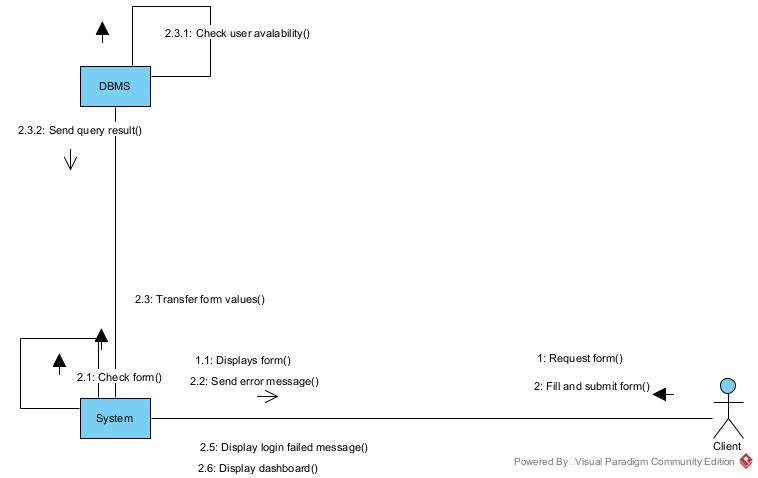 2.3.1: Check user avalability()
DBMS
2.3.2: Send query result()
2.3: Transfer form values()
1.1: Displays form()
1: Request form()
2.1: Check form()
2.2: Send error message()
2: Fill and submit form()
System
Client
2.5: Display login failed message()
2.6: Display dashboard()
Powered By Visual Paradigm Community Edition